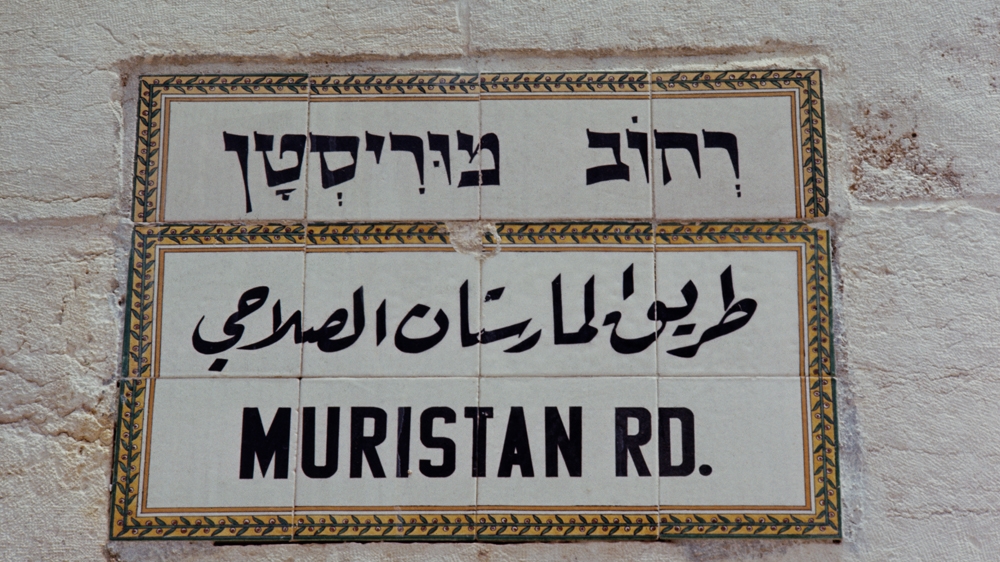 רְחוֹב מוּרִיסְטָן
طريق المارستان الصلاحي
MURISTAN RD.